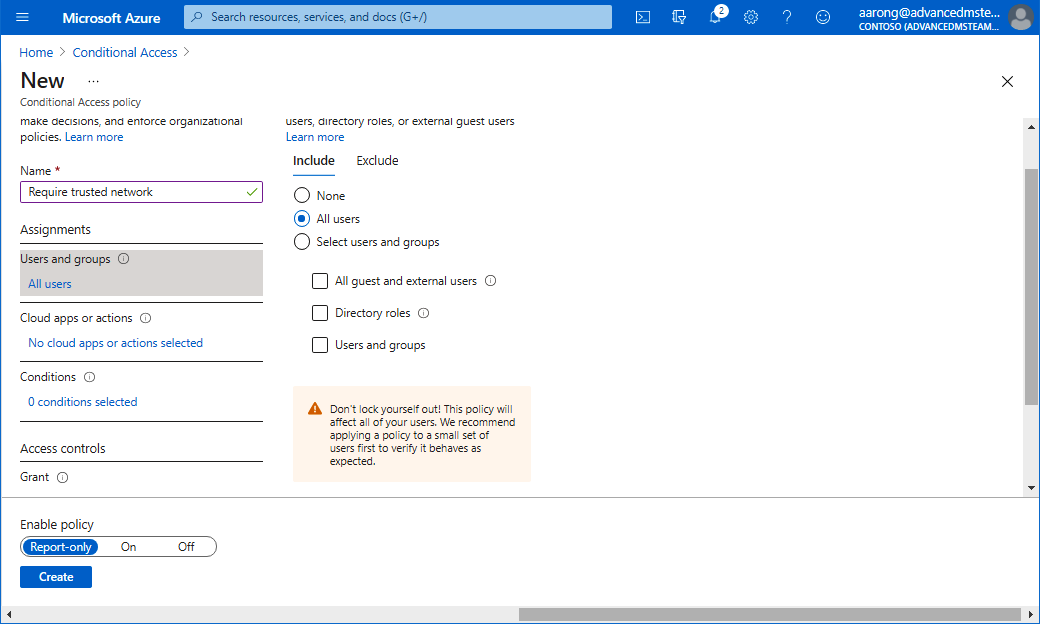 Microsoft Azure
Search resources, services, and docs (G+/)
2
aarong@advancedmste...
CONTOSO (ADVANCEDMSTEAM...
Home > Conditional Access >
New ...
Conditional Access policy
make decisions, and enforce organizational
policies. Learn more
Name *
Require trusted network
Assignments
Users and groups
All users
Cloud apps or actions
No cloud apps or actions selected
Conditions
0 conditions selected
Access controls
Grant
users, directory roles, or external guest users
Learn more
Include Exclude
None
All users
Select users and groups
All guest and external users
Directory roles
Users and groups
Don't lock yourself out! This policy will
affect all of your users. We recommend
applying a policy to a small set of
users first to verify it behaves as
expected.
Enable policy
Report-only On Off
Create